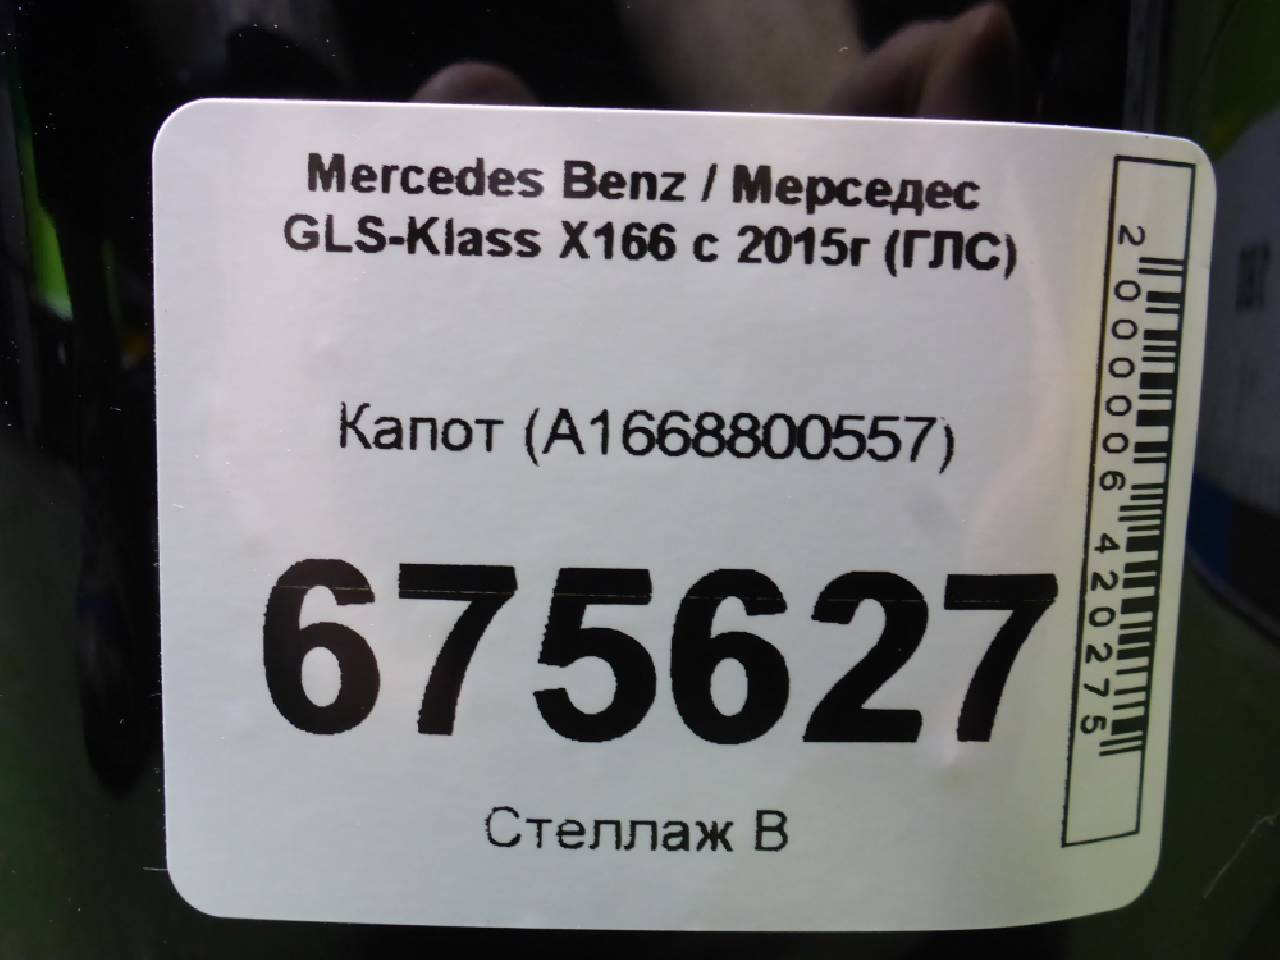 Mercedes Benz / Мерседес
GLS-Klass X166 с 2015г (ГЛС)
Капот (A1668800557)
675627
Стеллаж В
2000006420275